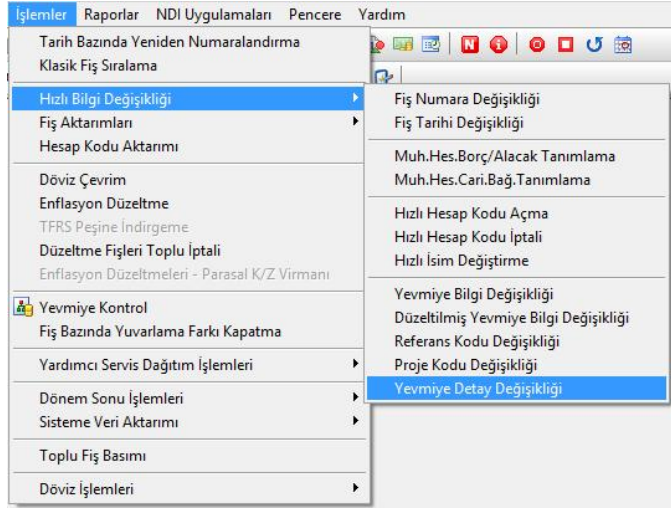 İşlemler Raporlar NDI Uygulamaları Pencere Yardım
Tarih Bazında Yeniden Numaralandırma
Klasik Fiş Sıralama
Hızlı Bilgi Değişikliği
Fiş Aktarımları
Hesap Kodu Aktarımı
Döviz Çevrim
Enflasyon Düzeltme
TFRS Peşine İndirgeme
Düzeltme Fişleri Toplu İptali
Enflasyon Düzeltmeleri - Parasal K/Z Virmanı
Yevmiye Kontrol
Fiş Bazında Yuvarlama Farkı Kapatma
Yardımcı Servis Dağıtım İşlemleri
Dönem Sonu İşlemleri
Sisteme Veri Aktarımı
Toplu Fiş Basımı
Döviz İşlemleri
Fiş Numara Değişikliği
Fiş Tarihi Değişikliği
Muh.Hes.Borç/Alacak Tanımlama
Muh.Hes.Cari.Bağ.Tanımlama
Hızlı Hesap Kodu Açma
Hızlı Hesap Kodu İptali
Hızlı İsim Değiştirme
Yevmiye Bilgi Değişikliği
Düzeltilmiş Yevmiye Bilgi Değişikliği
Referans Kodu Değişikliği
Proje Kodu Değişikliği
Yevmiye Detay Değişikliği